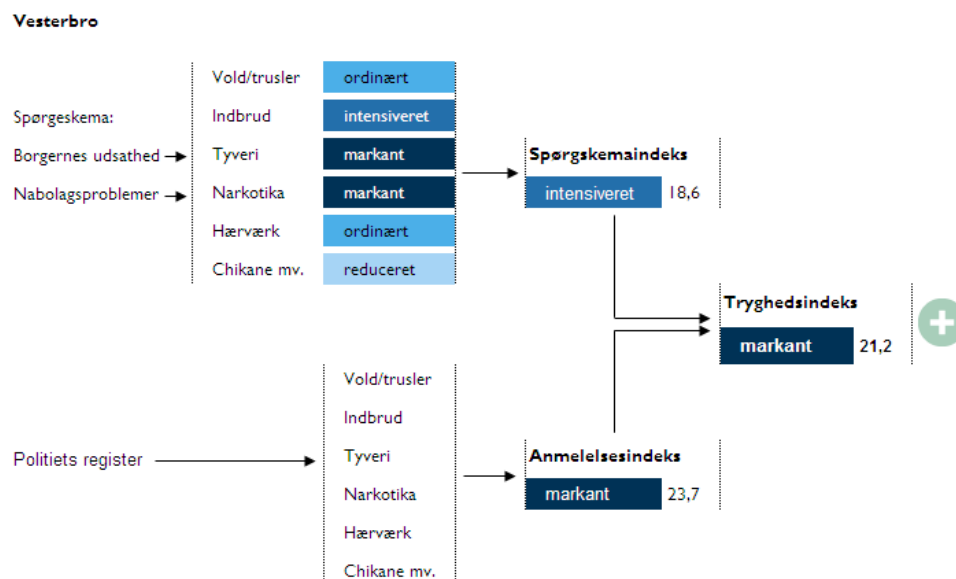 Vesterbro
Vold/trusler ordinært
Spørgeskema: Indbrud intensiveret
Borgernes udsathed Tyveri markant
Nabolagsproblemer Narkotika markant
Hærværk ordinært
Chikane mv. reduceret
Spørgskemaindeks
intensiveret 18,6
Tryghedsindeks
markant 21,2
Vold/trusler
Indbrud
Politiets register Tyveri
Narkotika
Hærværk
Chikane mv.
Anmelelsesindeks
markant 23,7